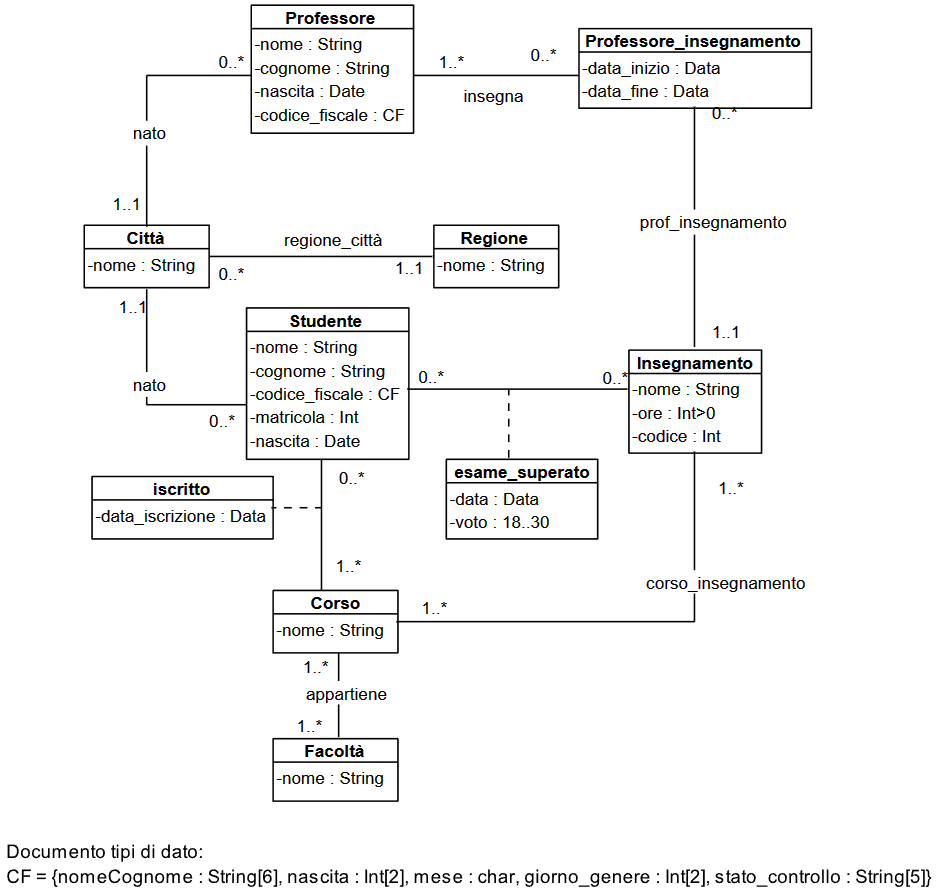 Professore
-nome : String
-cognome : String
-nascita : Date
-codice_fiscale : CF
0..*
1..*
0..*
insegna
Professore_insegnamento
-data_inizio : Data
-data_fine : Data
0..*
nato
1..1
prof_insegnamento
Città
-nome : String
regione_città
0..*
1..1
Regione
-nome : String
1..1
nato
0..*
Studente
-nome : String
-cognome : String
-codice_fiscale : CF
-matricola : Int
-nascita : Date
0..*
0..*
1..1
Insegnamento
-nome : String
-ore : Int>0
-codice : Int
esame_superato
-data : Data
-voto : 18..30
iscritto
-data_iscrizione : Data
0..*
1..*
1..*
corso_insegnamento
1..*
Corso
-nome : String
1..*
appartiene
1..*
Facoltà
-nome : String
Documento tipi di dato:
CF = {nomeCognome : String[6], nascita : Int[2], mese : char, giorno_genere : Int[2], stato_controllo : String[5]}